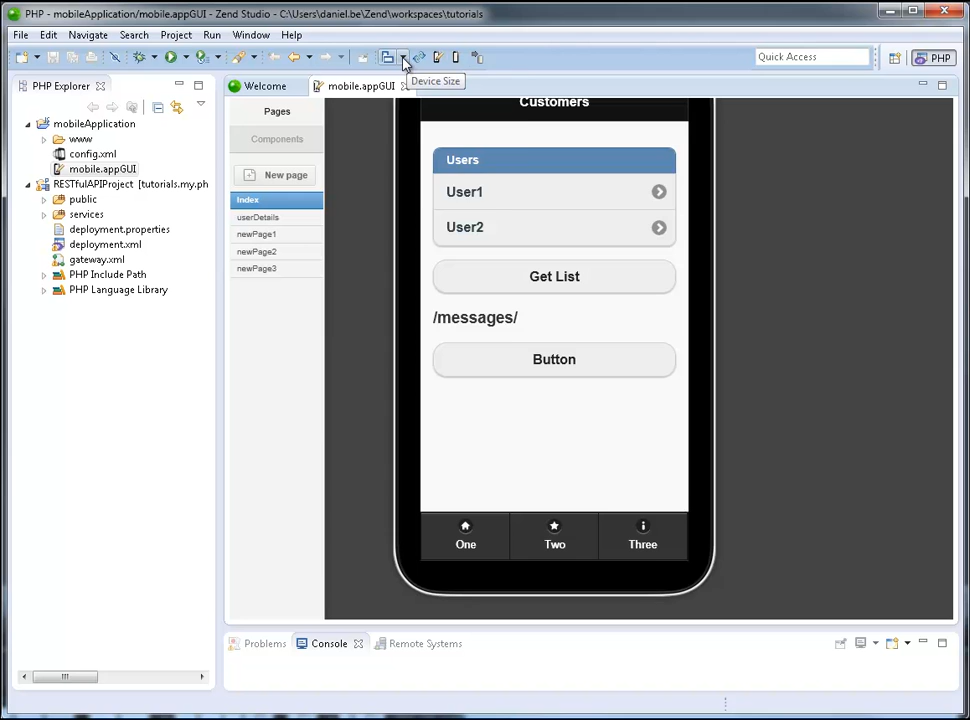 PHP - mobileApplication/mobile.appGUI - Zend Studio - C:\Users\daniel.be\Zend\workspaces\tutorials
File Edit Navigate Search Project Run Window Help
Quick Access
PHP
Device Size
PHP Explorer
Welcome
mobile.appGUI
mobileApplication
www
config.xml
mobile.appGUI
RESTfulAPIProject [tutorials.my.ph
public
services
deployment.properties
deployment.xml
gateway.xml
PHP Include Path
PHP Language Library
Pages
Components
New page
Index
userDetails
newPage1
newPage2
newPage3
Customers
Users
User1
User2
Get List
/messages/
Button
One Two Three
Problems Console Remote Systems